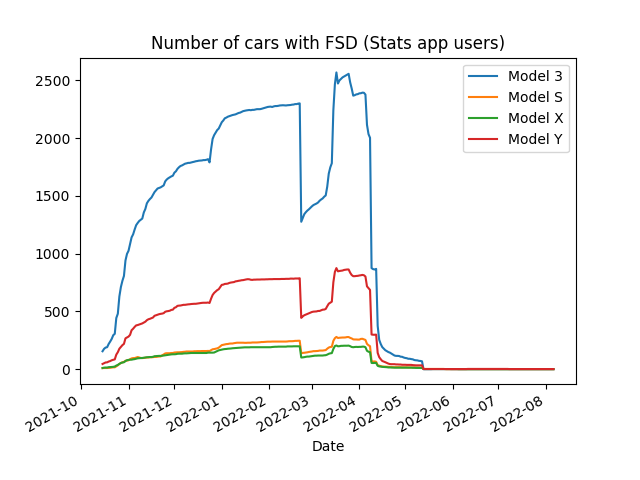 Number of cars with FSD (Stats app users)
2500
2000
1500
1000
500
0
Model 3
Model S
Model X
Model Y
2021-10
2021-11
2021-12
2022-01
2022-02
2022-03
2022-04
2022-05
2022-06
2022-07
2022-08
Date